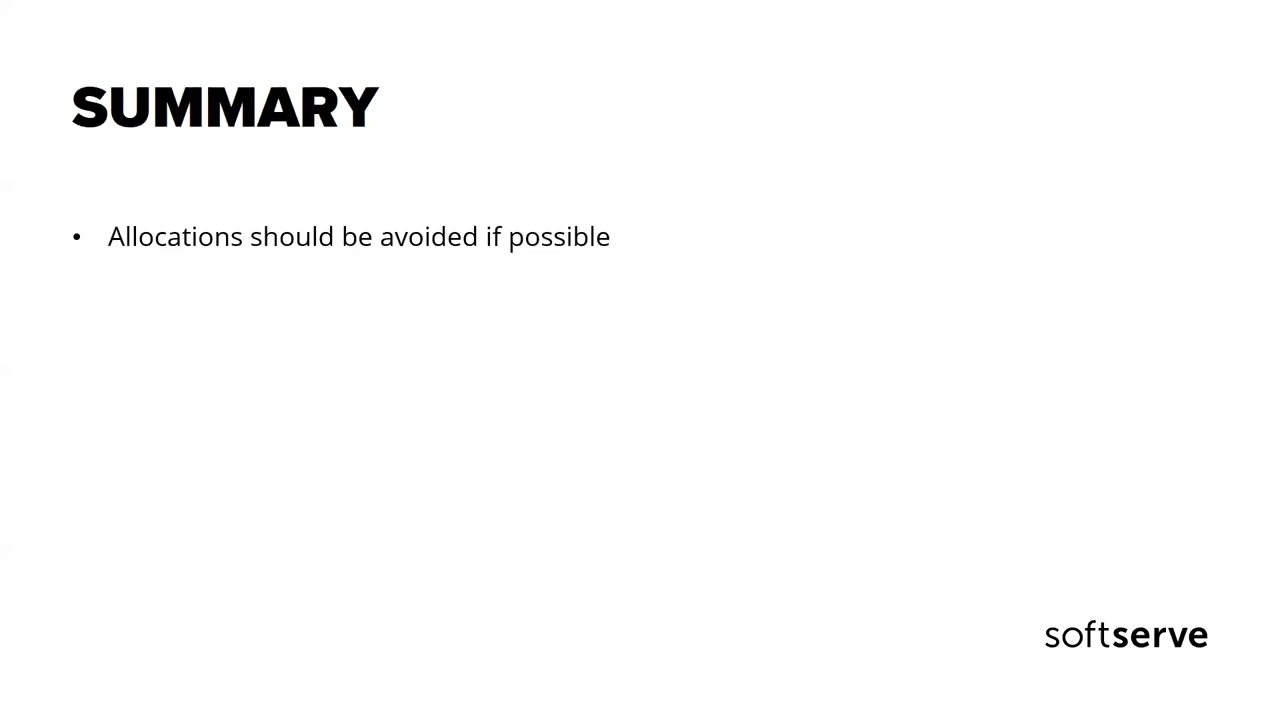 SUMMARY
• Allocations should be avoided if possible
softserve